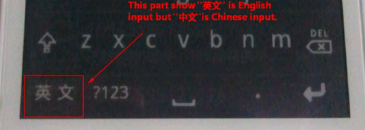 This part show "英文" is English
input but "中文" is Chinese input.
DEL
z x c v b n m
英文 ?123 .